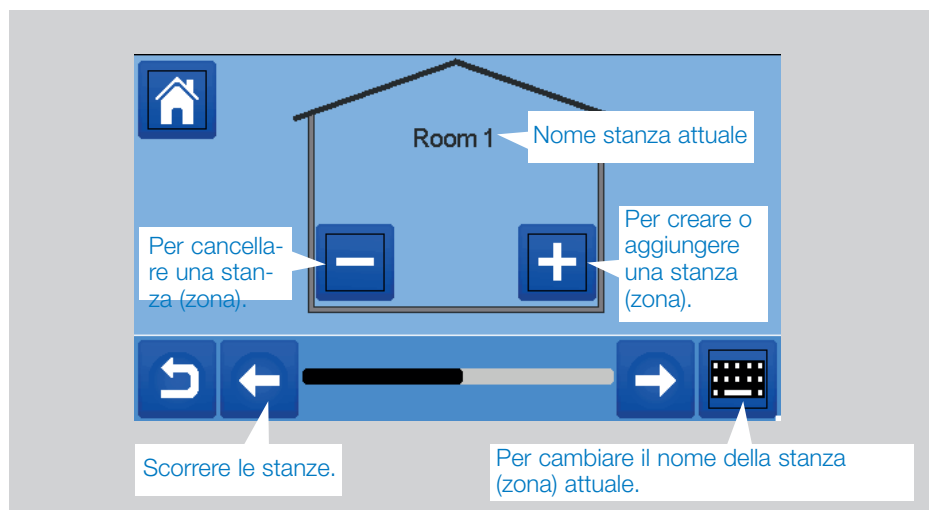 Room 1
Nome stanza attuale
Per cancella-
re una stan-
za (zona).
Per creare o
aggiungere
una stanza
(zona).
Scorrere le stanze.
Per cambiare il nome della stanza
(zona) attuale.